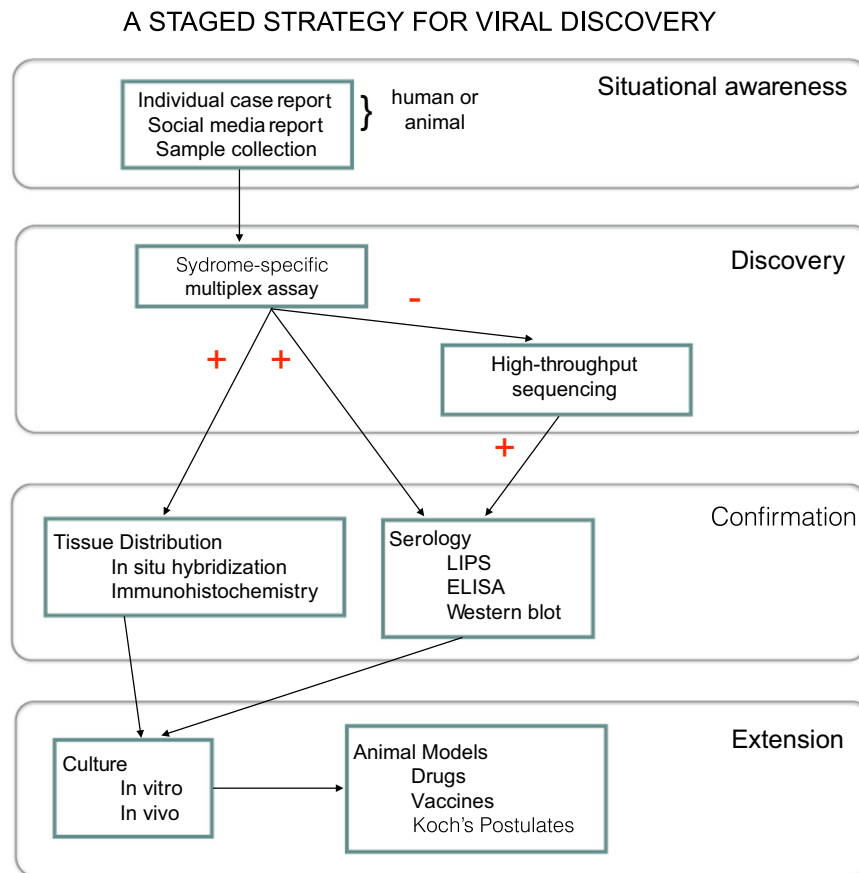 A STAGED STRATEGY FOR VIRAL DISCOVERY
Situational awareness
Individual case report
Social media report
Sample collection
}
human or
animal
Discovery
Sydrome-specific
multiplex assay
-
+
+
High-throughput
sequencing
+
Confirmation
Tissue Distribution
In situ hybridization
Immunohistochemistry
Serology
LIPS
ELISA
Western blot
Extension
Culture
In vitro
In vivo
Animal Models
Drugs
Vaccines
Koch's Postulates